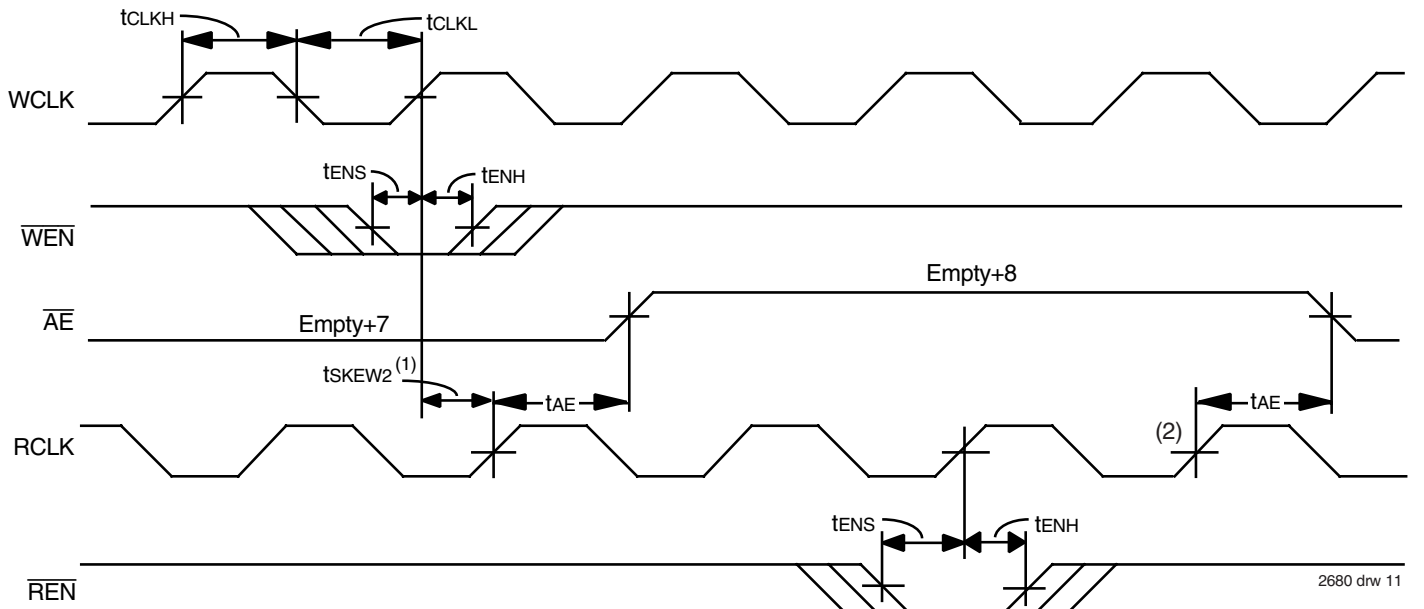 tCLKH tCLKL
WCLK
tENS tENH
WEN
Empty+8
AE
Empty+7
tSKEW2 (1)
tAE tAE
(2)
RCLK
tENS tENH
2680 drw 11
REN